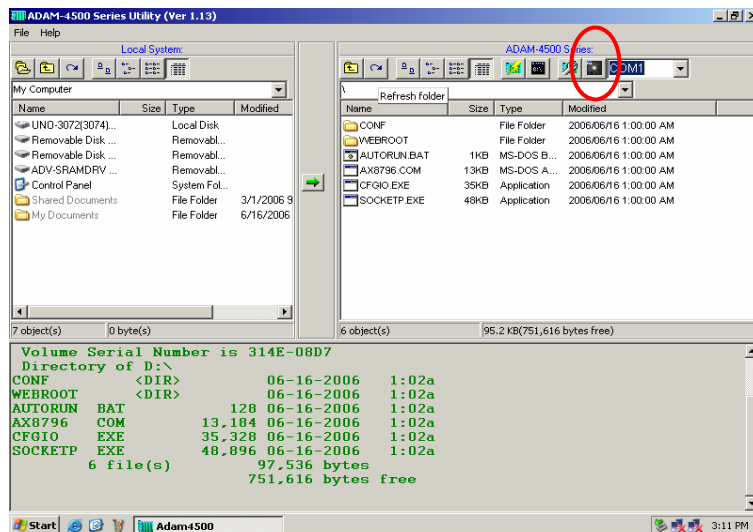 ADAM-4500 Series Utility (Ver 1.13)
File Help
Local System:
My Computer
Name Size Type Modified
UNO-3072(3074)... Local Disk
Removable Disk ... Removabl...
Removable Disk ... Removabl...
ADV-SRAMDRV ... Removabl...
Control Panel System Fol...
Shared Documents File Folder 3/1/2006 9
My Documents File Folder 6/16/2006
7 object(s) 0 byte(s)
ADAM-4500 Series:
COM1
\
Refresh folder
Name Size Type Modified
CONF File Folder 2006/06/16 1:00:00 AM
WEBROOT File Folder 2006/06/16 1:00:00 AM
AUTORUN.BAT 1KB MS-DOS B... 2006/06/16 1:00:00 AM
AX8796.COM 13KB MS-DOS A... 2006/06/16 1:00:00 AM
CFGIO.EXE 35KB Application 2006/06/16 1:00:00 AM
SOCKETP.EXE 48KB Application 2006/06/16 1:00:00 AM
6 object(s) 95.2 KB(751,616 bytes free)
Volume Serial Number is 314E-08D7
Directory of D:\
CONF <DIR> 06-16-2006 1:02a
WEBROOT <DIR> 06-16-2006 1:02a
AUTORUN BAT 128 06-16-2006 1:02a
AX8796 COM 13,184 06-16-2006 1:02a
CFGIO EXE 35,328 06-16-2006 1:02a
SOCKETP EXE 48,896 06-16-2006 1:02a
6 file(s) 97,536 bytes
751,616 bytes free
Start Adam4500 3:11 PM